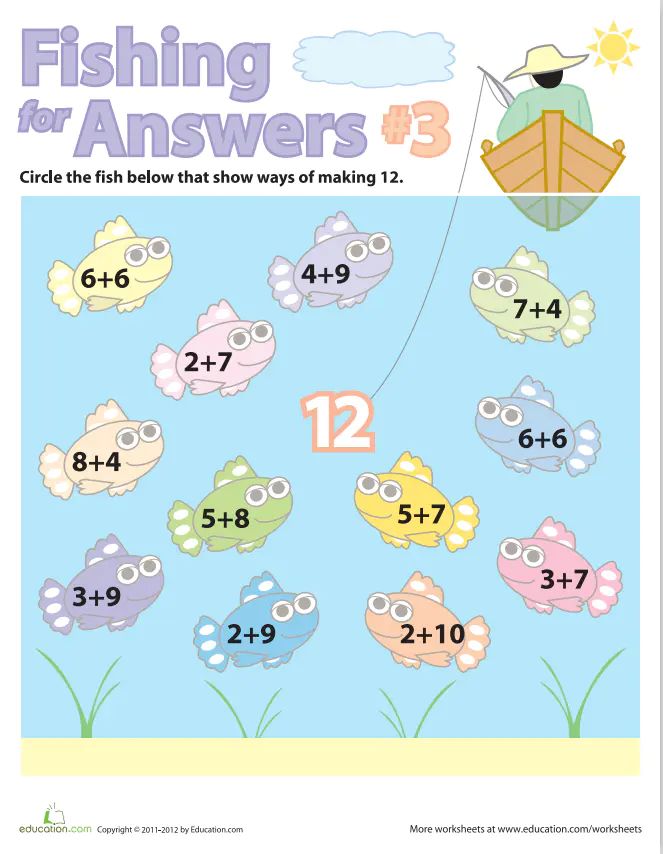 Fishing
for Answers #3
Circle the fish below that show ways of making 12.
6+6
4+9
7+4
2+7
12
8+4
6+6
5+8
5+7
3+9
3+7
2+9
2+10
education.com Copyright © 2011-2012 by Education.com
More worksheets at www.education.com/worksheets